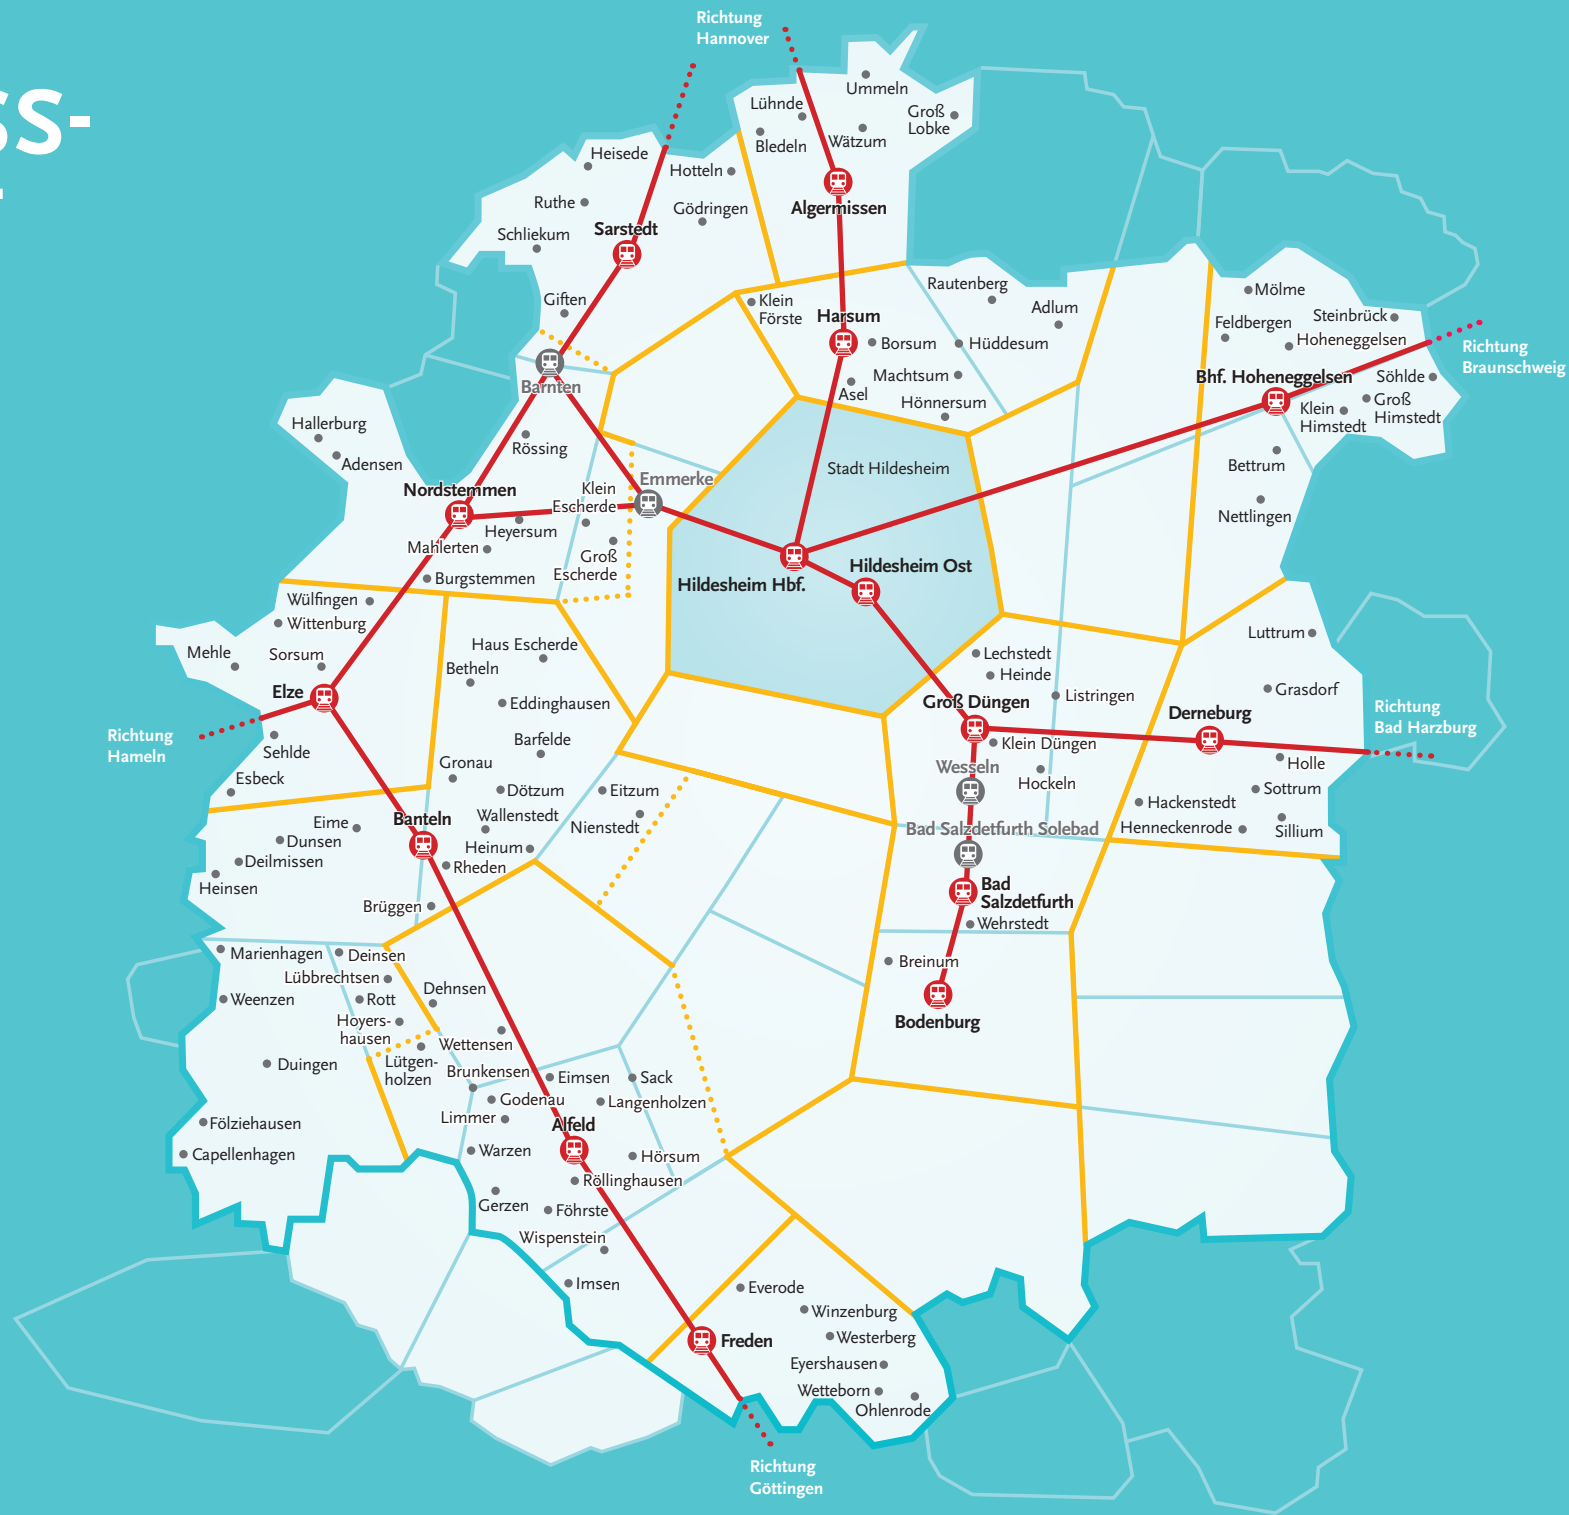 ss-
Richtung
Hannover
Ummeln
Lühnde
Groß
Lobke
Bledeln
Wätzum
Heisede
Hotteln
Algermissen
Ruthe
Gödringen
Sarstedt
Schliekum
Giften
Klein
Förste
Harsum
Rautenberg
Adlum
Borsum
Hüddesum
Mölme
Steinbrück
Feldbergen
Hoheneggelsen
Richtung
Braunschweig
Barnten
Machtsum
Asel
Hönnersum
Bhf. Hoheneggelsen
Söhlde
Groß
Himstedt
Klein
Himstedt
Hallerburg
Adensen
Rössing
Stadt Hildesheim
Bettrum
Nordstemmen
Klein
Escherde
Emmerke
Nettlingen
Heyersum
Mahlerten
Groß
Escherde
Burgstemmen
Hildesheim Hbf.
Hildesheim Ost
Wülfingen
Wittenburg
Luttrum
Mehle
Sorsum
Haus Escherde
Betheln
Lechstedt
Heinde
Elze
Eddinghausen
Listringen
Grasdorf
Groß Düngen
Derneburg
Richtung
Bad Harzburg
Richtung
Hameln
Sehlde
Barfelde
Klein Düngen
Holle
Esbeck
Gronau
Wesseln
Hockeln
Dötzum
Eitzum
Sottrum
Hackenstedt
Banteln
Wallenstedt
Nienstedt
Bad Salzdetfurth Solebad
Henneckenrode
Sillium
Eime
Dunsen
Deilmissen
Heinum
Rheden
Heinsen
Bad
Salzdetfurth
Brüggen
Wehrstedt
Marienhagen
Deinsen
Breinum
Lübbrechtsen
Dehnsen
Weenzen
Rott
Hoyers-
hausen
Bodenburg
Wettensen
Duingen
Lütgen-
holzen
Brunkensen
Eimsen
Sack
Godenau
Langenholzen
Limmer
Fölziehausen
Alfeld
Capellenhagen
Warzen
Hörsum
Röllinghausen
Gerzen
Föhrste
Wispenstein
Imsen
Everode
Winzenburg
Freden
Westerberg
Eyershausen
Wetteborn
Ohlenrode
Richtung
Göttingen